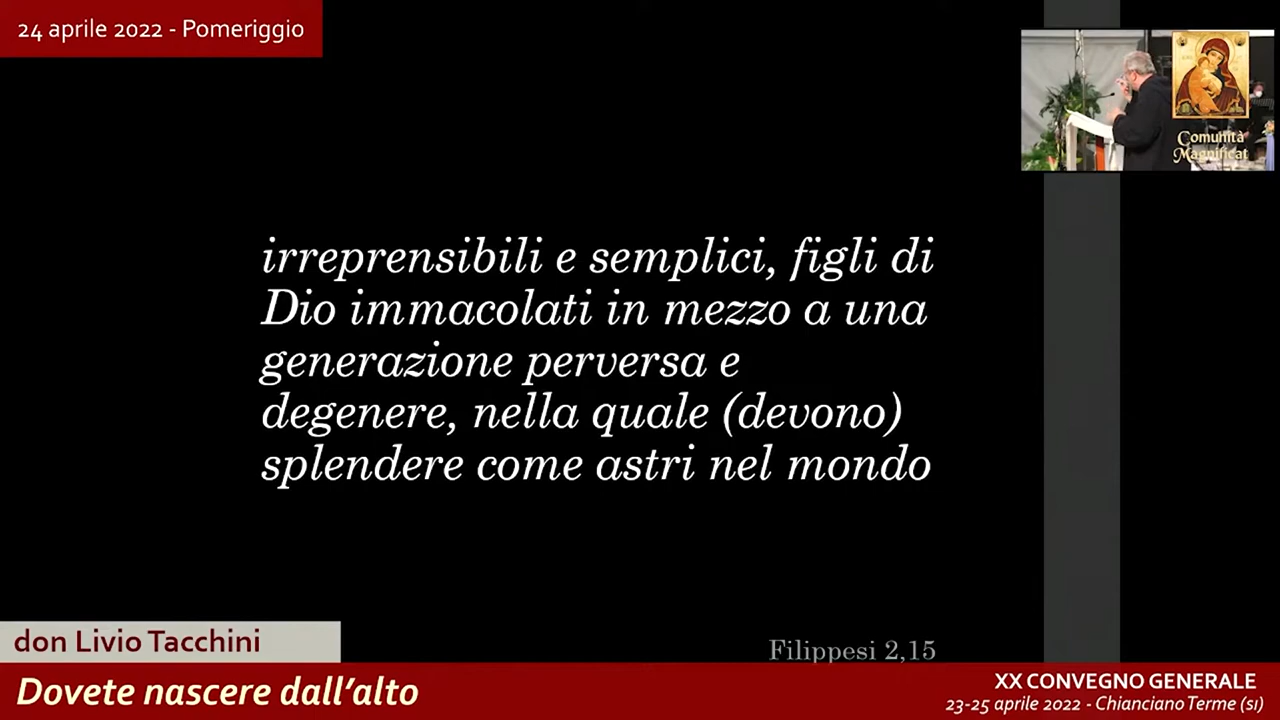 24 aprile 2022 - Pomeriggio
Comunità
Magnificat
irreprensibili e semplici, figli di
Dio immacolati in mezzo a una
generazione perversa e
degenere, nella quale (devono)
splendere come astri nel mondo
Filippesi 2,15
don Livio Tacchini
Dovete nascere dall'alto
XX CONVEGNO GENERALE
23-25 aprile 2022 - Chianciano Terme (SI)